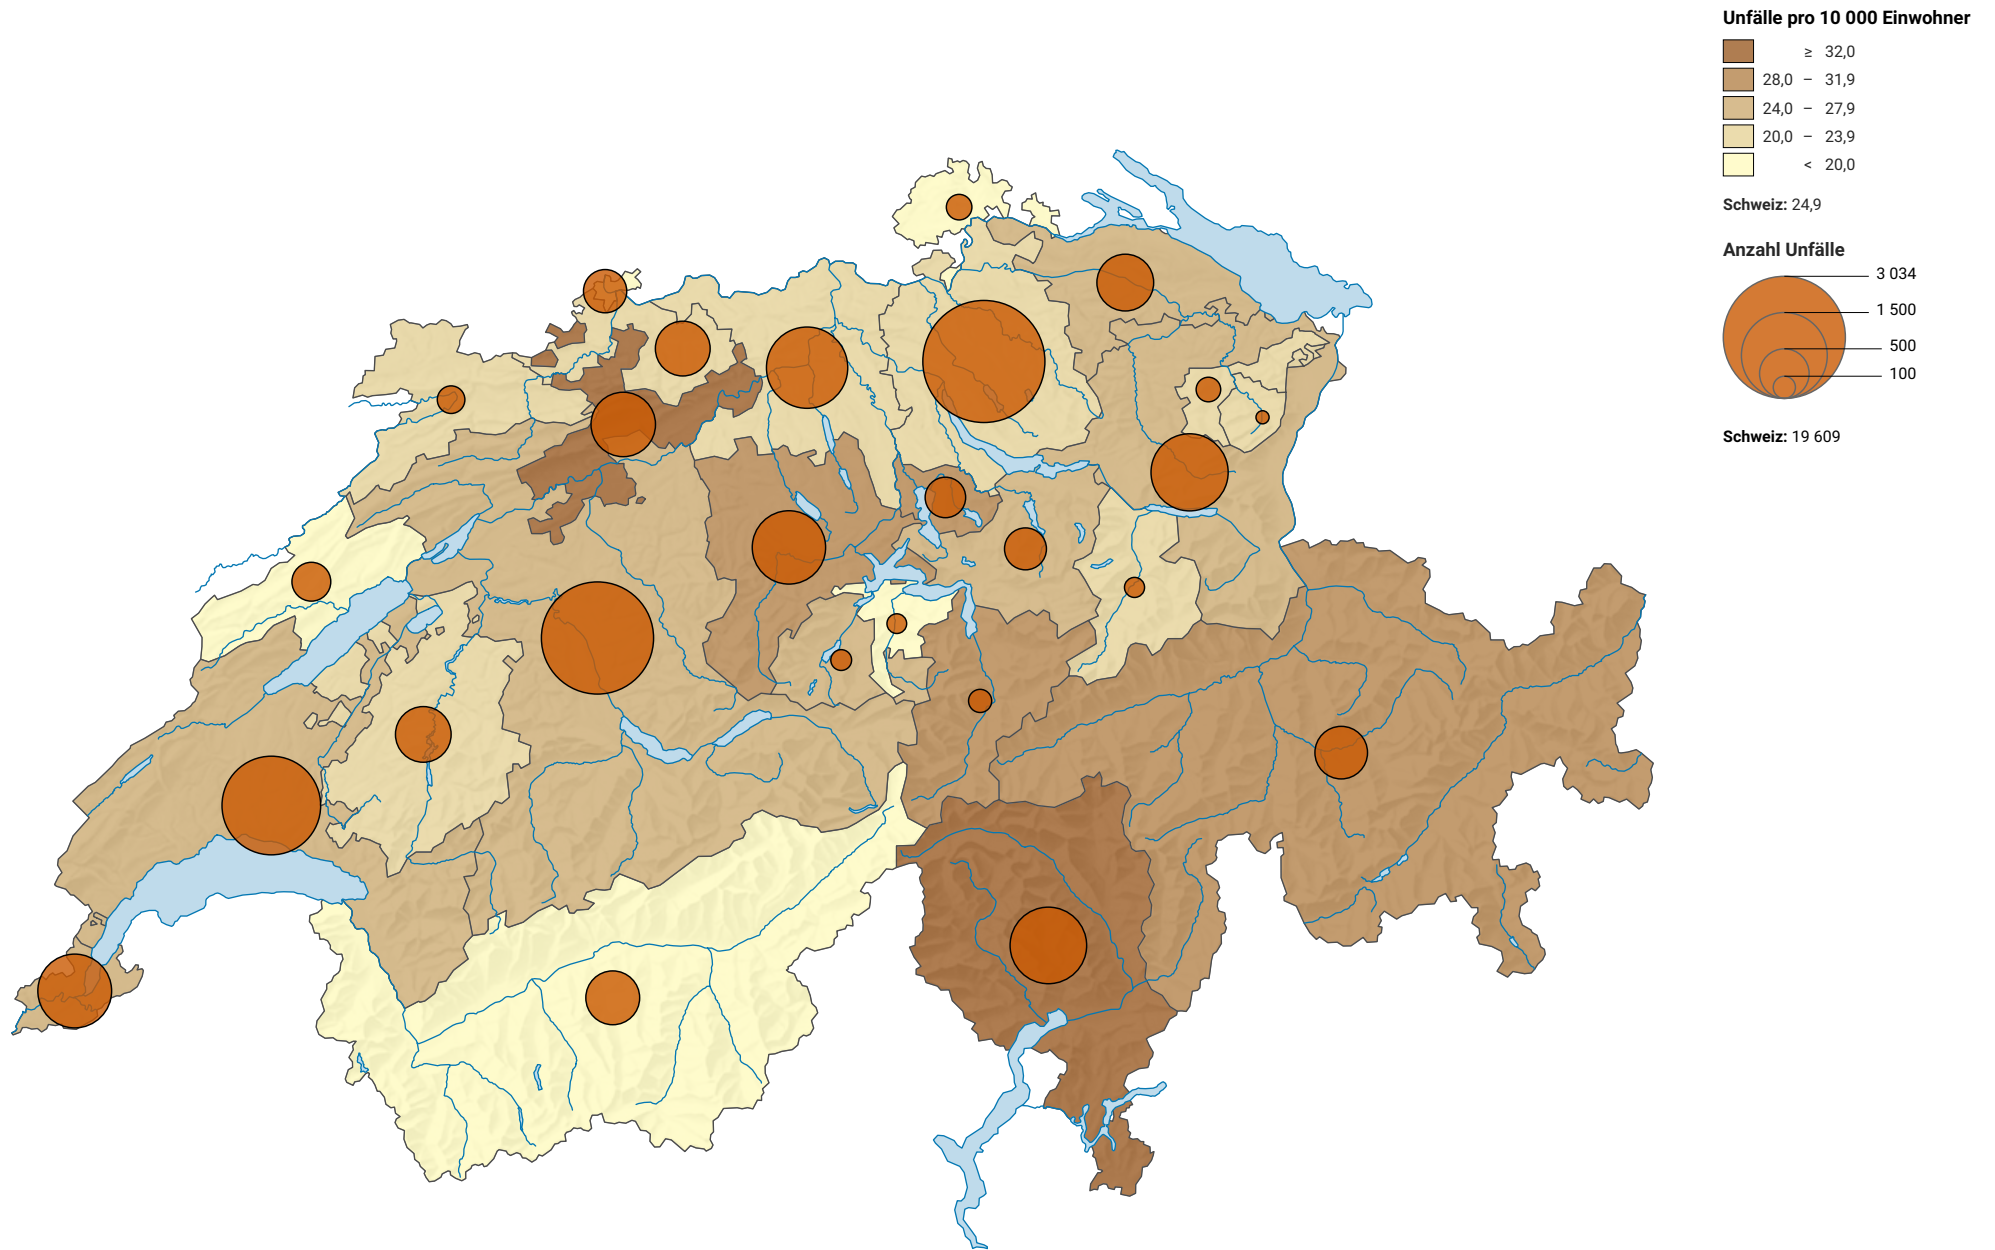 Unfälle pro 10 000 Einwohner
≥ 32,0
28,0 – 31,9
24,0 – 27,9
20,0 – 23,9
< 20,0
Schweiz: 24,9
Anzahl Unfälle
3 034
1 500
500
100
Schweiz: 19 609